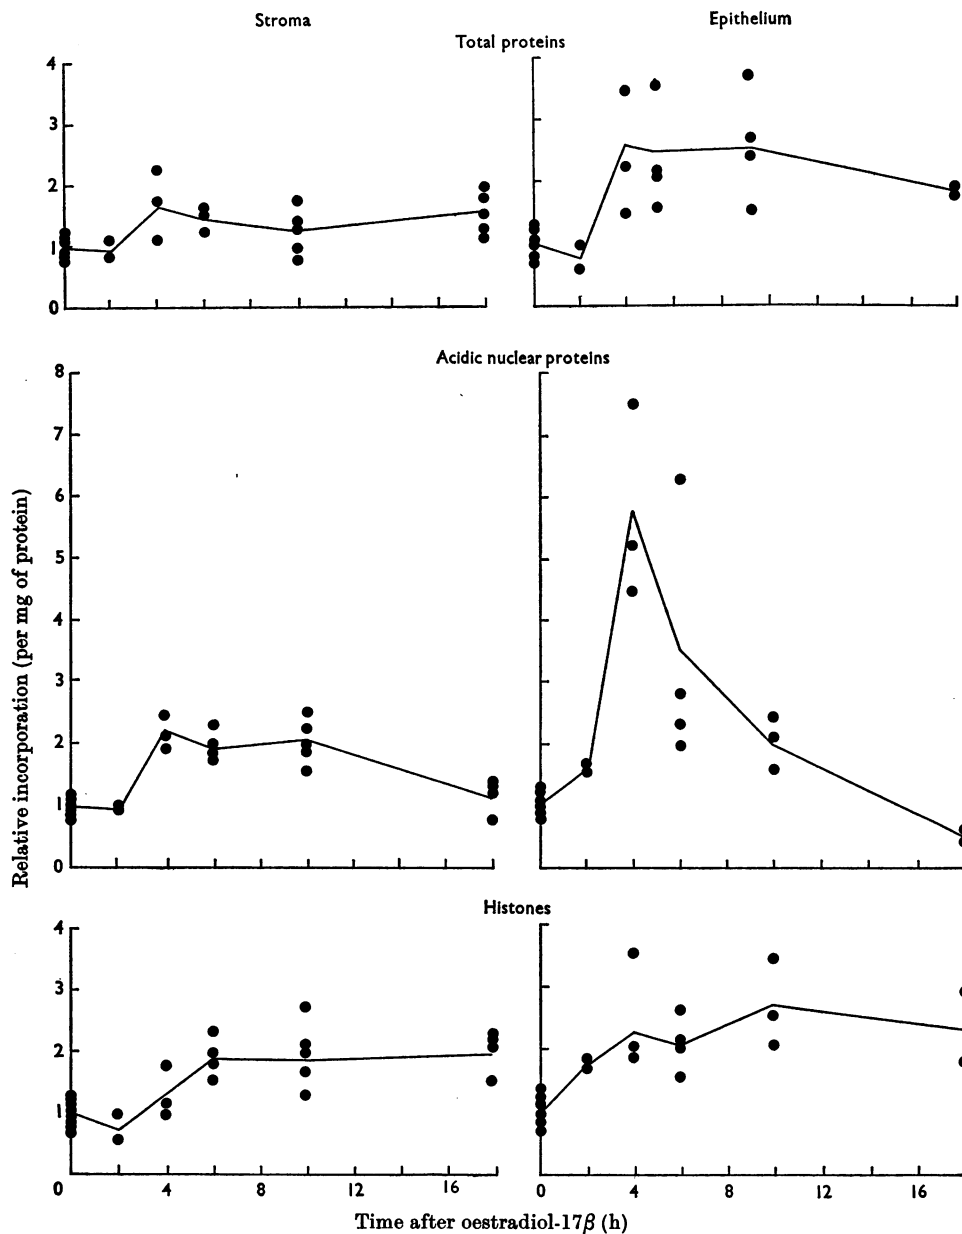 Stroma
Epithelium
Total proteins
4
3
2
1
0
Acidic nuclear proteins
8
7
6
5
4
3
2
1
0
Relative incorporation (per mg of protein)
Histones
4
3
2
1
0 4 8 12 16
0 4 8 12 16
Time after oestradiol-17β (h)